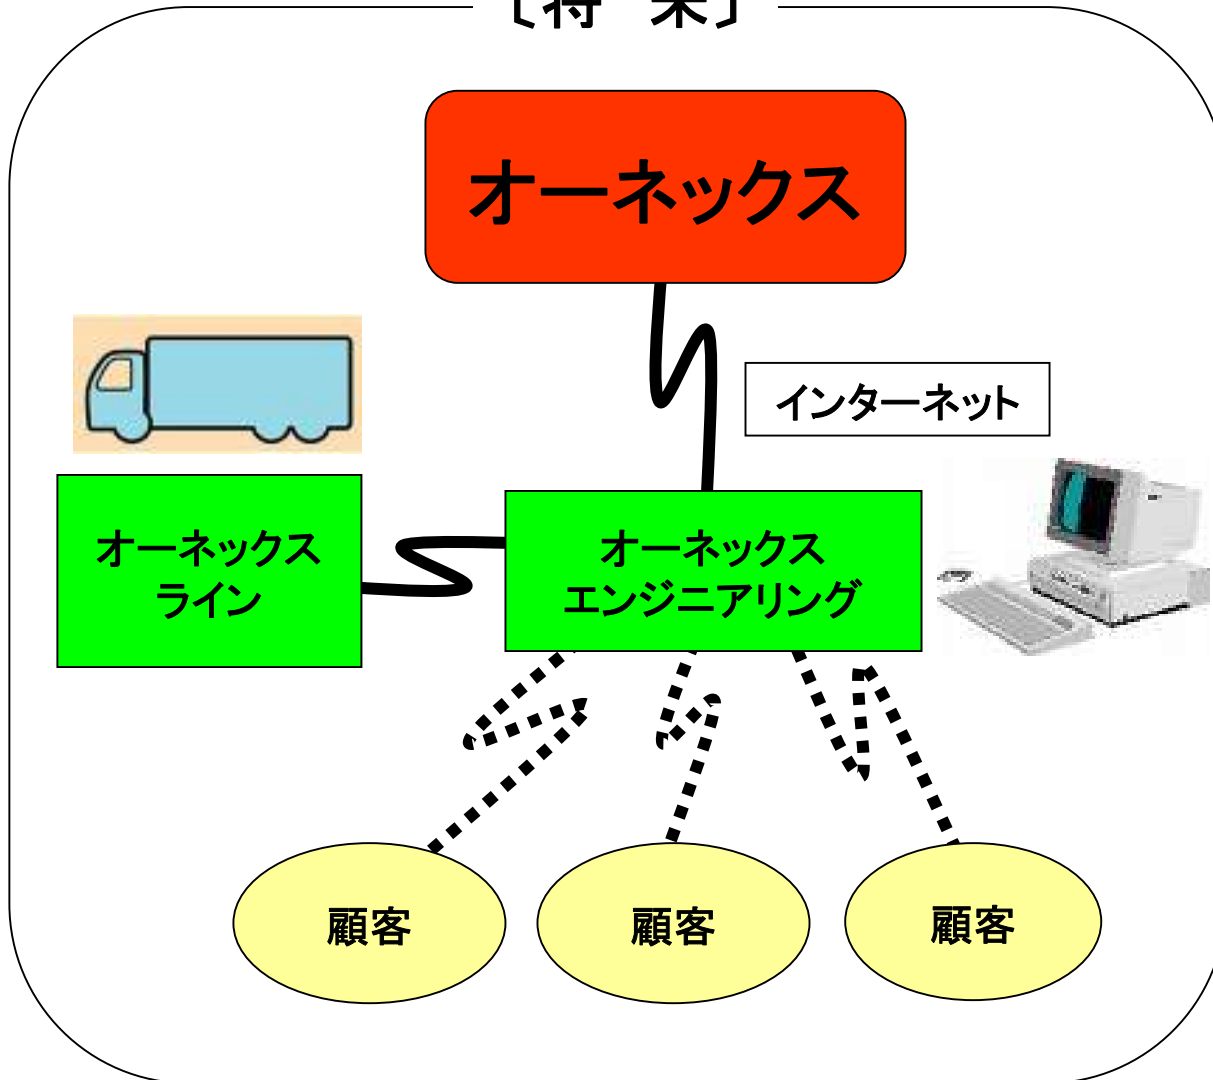 〔将　来〕
オーネックス
インターネット
オーネックス
ライン
オーネックス
エンジニアリング
顧客
顧客
顧客